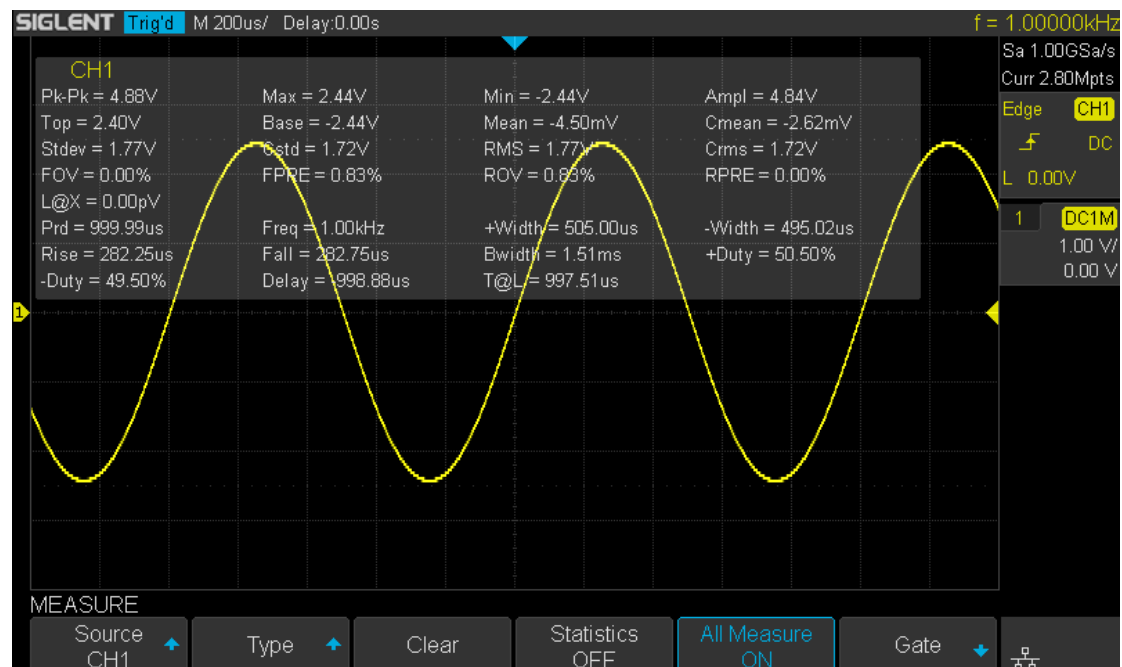 SIGLENT Trig'd M 200us/ Delay:0.00s f = 1.00000kHz
Sa 1.00GSa/s
Curr 2.80Mpts
Edge CH1
DC
L 0.00V
1 DC1M
1.00 V/
0.00 V
CH1
Pk-Pk = 4.88V Max = 2.44V Min = -2.44V Ampl = 4.84V
Top = 2.40V Base = -2.44V Mean = -4.50mV Cmean = -2.62mV
Stdev = 1.77V Cstd = 1.72V RMS = 1.77V Crms = 1.72V
FOV = 0.00% FPRE = 0.83% ROV = 0.83% RPRE = 0.00%
L@X = 0.00pV
Prd = 999.99us Freq = 1.00kHz +Width = 505.00us -Width = 495.02us
Rise = 282.25us Fall = 282.75us Bwidth = 1.51ms +Duty = 50.50%
-Duty = 49.50% Delay = -998.88us T@L = 997.51us
1
MEASURE
Source
CH1
Type
Clear
Statistics
OFF
All Measure
ON
Gate